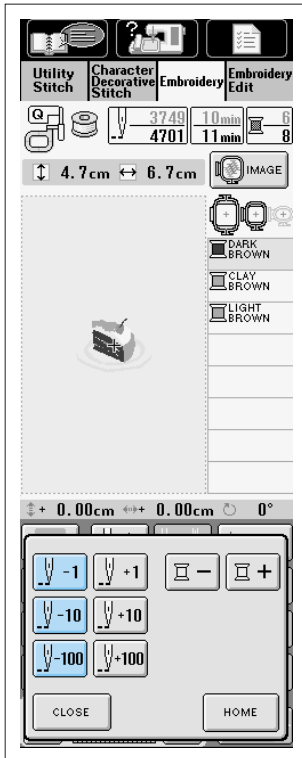 Utility Stitch
Character Decorative Stitch
Embroidery
Embroidery Edit
Q
3749
4701
10min
11min
6
8
4.7cm
6.7cm
IMAGE
DARK BROWN
CLAY BROWN
LIGHT BROWN
+ 0.00cm
+ 0.00cm
0°
-1
+1
-
+
-10
+10
-100
+100
CLOSE
HOME